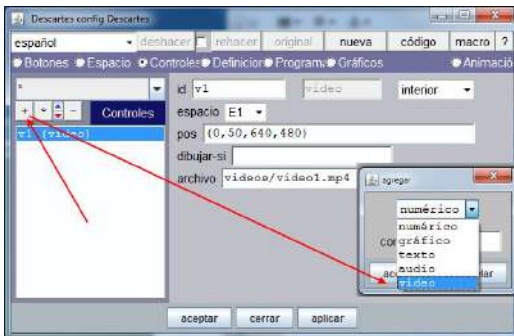 Descartes config Descartes
español deshacer rehacer original nueva código macro ?
Botones Espacio Controles Definicion Programa Gráficos Animació
* id v1 video interior
+ * - Controles espacio E1
v1 (video) pos (0,50,640,480)
dibujar-si
archivo videos/video1.mp4
agregar
numérico
numérico
gráfico
texto
audio
video
aceptar cerrar aplicar